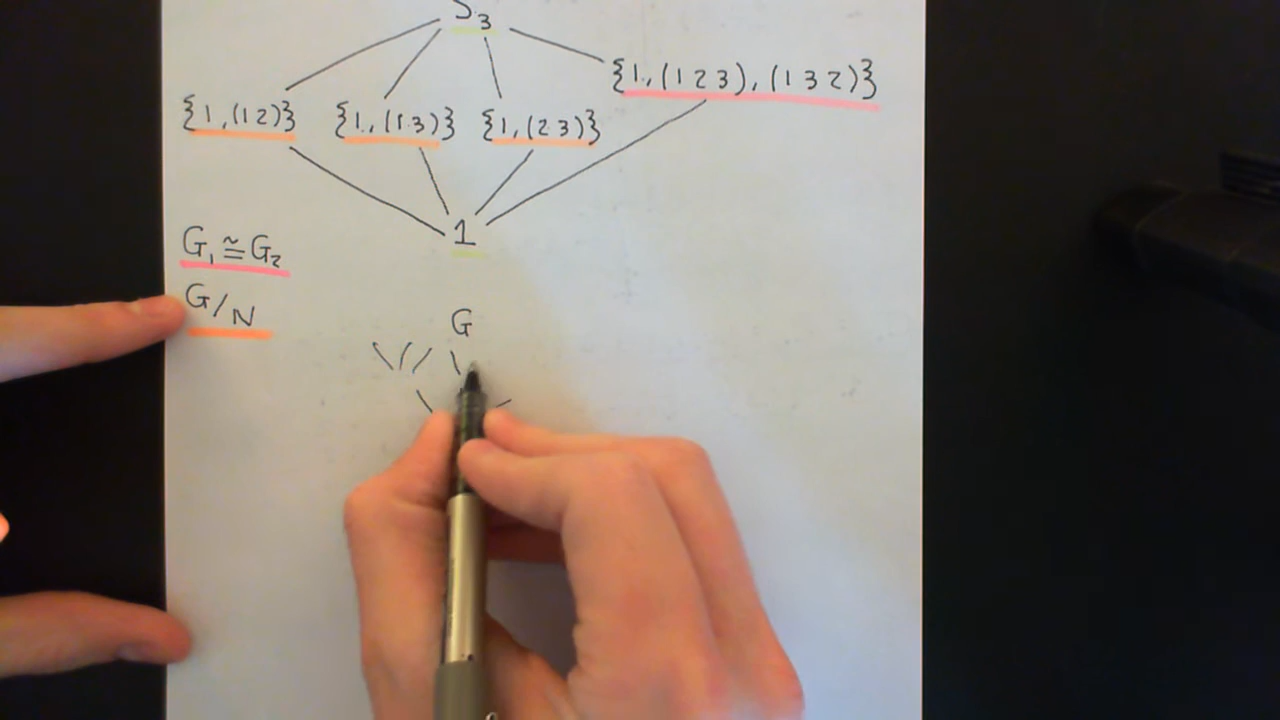 S₃
{1, (1 2 3), (1 3 2)}
{1, (1 2)} {1, (1 3)} {1, (2 3)}
1
G₁ ≅ G₂
G/N
G